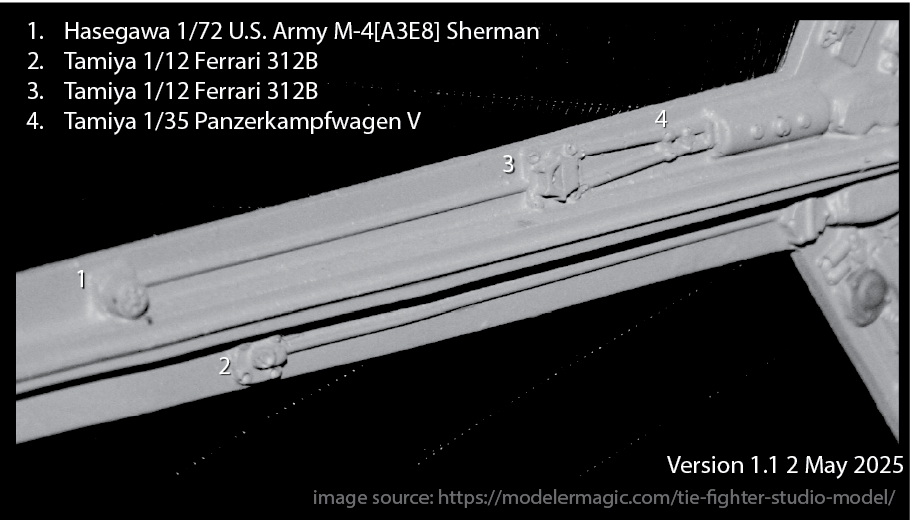 1. Hasegawa 1/72 U.S. Army M-4[A3E8] Sherman
2. Tamiya 1/12 Ferrari 312B
3. Tamiya 1/12 Ferrari 312B
4. Tamiya 1/35 Panzerkampfwagen V
4
3
1
2
Version 1.1 2 May 2025
image source: https://modelermagic.com/tie-fighter-studio-model/